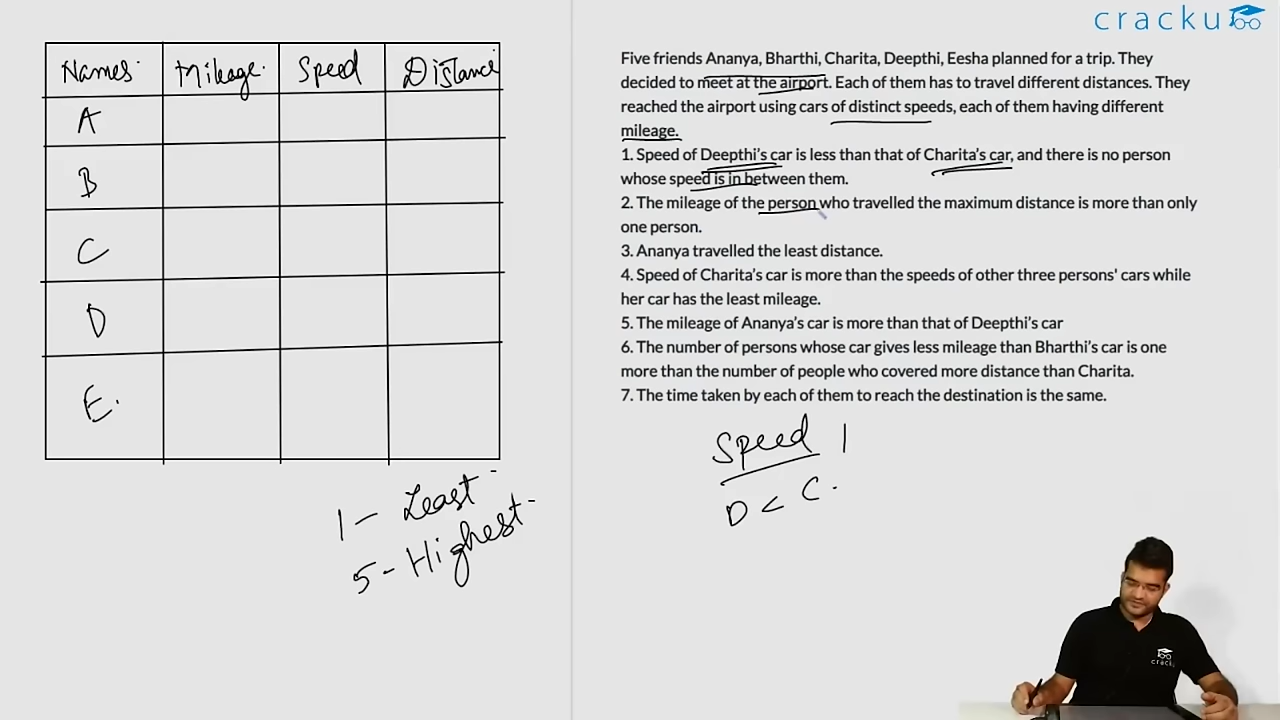 cracku
Names. Mileage. Speed Distance
A
B
C
D
E.
1 - Least -
5 - Highest -
Five friends Ananya, Bharthi, Charita, Deepthi, Eesha planned for a trip. They
decided to meet at the airport. Each of them has to travel different distances. They
reached the airport using cars of distinct speeds, each of them having different
mileage.
1. Speed of Deepthi's car is less than that of Charita's car, and there is no person
whose speed is in between them.
2. The mileage of the person who travelled the maximum distance is more than only
one person.
3. Ananya travelled the least distance.
4. Speed of Charita's car is more than the speeds of other three persons' cars while
her car has the least mileage.
5. The mileage of Ananya's car is more than that of Deepthi's car
6. The number of persons whose car gives less mileage than Bharthi's car is one
more than the number of people who covered more distance than Charita.
7. The time taken by each of them to reach the destination is the same.
Speed |
D < C.
cracku